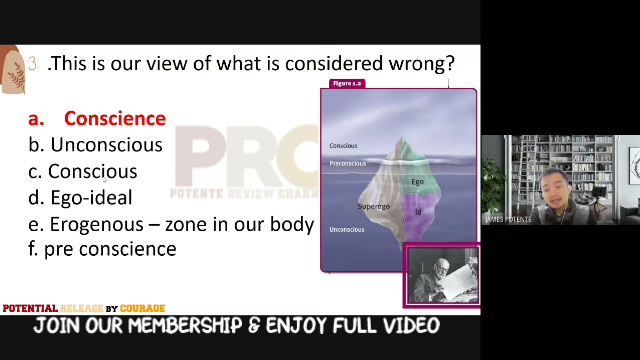 3. .This is our view of what is considered wrong?
Figure 1.2
a. Conscience
b. Unconscious
c. Conscious
d. Ego-ideal
e. Erogenous – zone in our body
f. pre conscience
Conscious
Preconscious
Ego
Superego
Id
Unconscious
PRC
POTENTE REVIEW CHANNEL
JAMES POTENTE
POTENTIAL RELEASE BY COURAGE
JOIN OUR MEMBERSHIP & ENJOY FULL VIDEO